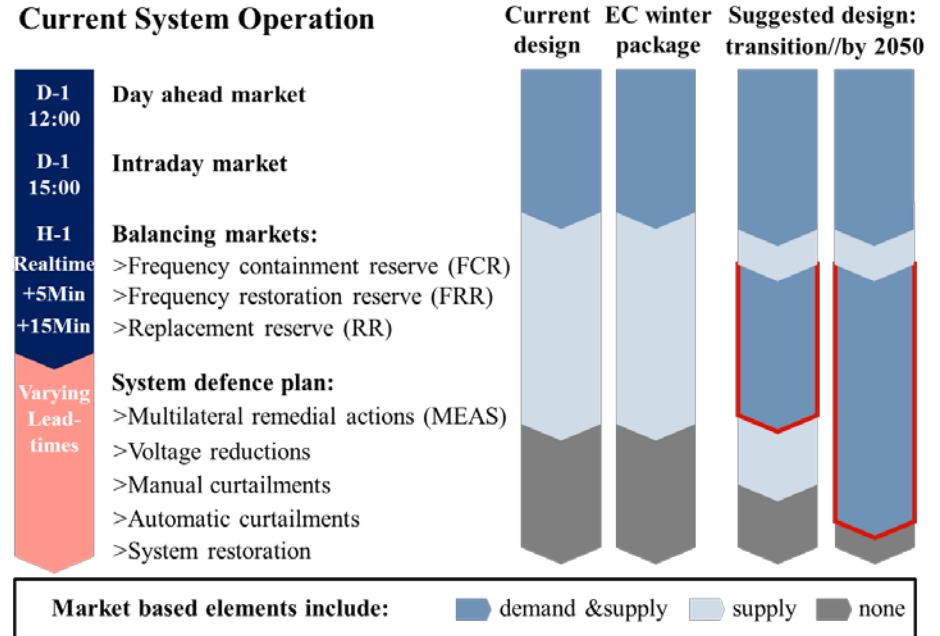 Current System Operation
Current design
EC winter package
Suggested design: transition//by 2050
D-1 12:00
Day ahead market
D-1 15:00
Intraday market
H-1
Balancing markets:
Realtime
>Frequency containment reserve (FCR)
+5Min
>Frequency restoration reserve (FRR)
+15Min
>Replacement reserve (RR)
Varying Lead-times
System defence plan:
>Multilateral remedial actions (MEAS)
>Voltage reductions
>Manual curtailments
>Automatic curtailments
>System restoration
Market based elements include:
demand &supply
supply
none